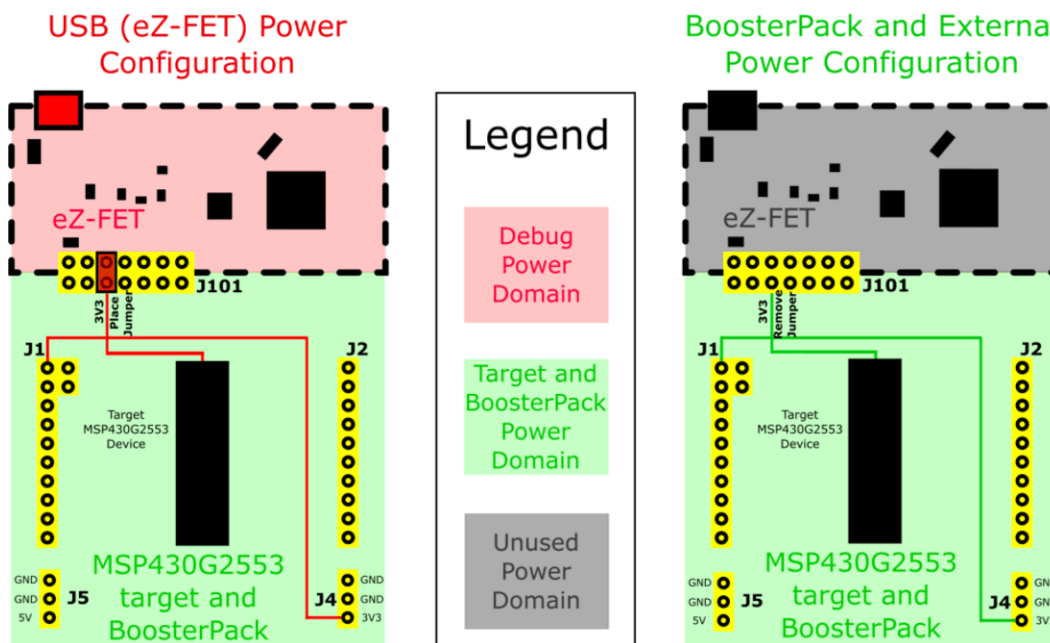 USB (eZ-FET) Power
Configuration
eZ-FET
J101
3V3
Place
Jumper
J1
J2
Target
MSP430G2553
Device
MSP430G2553
target and
BoosterPack
GND
GND
5V
J5
J4
GND
GND
3V3
Legend
Debug
Power
Domain
Target and
BoosterPack
Power
Domain
Unused
Power
Domain
BoosterPack and Externa
Power Configuration
eZ-FET
J101
3V3
Remove
Jumper
J1
J2
Target
MSP430G2553
Device
MSP430G2553
target and
BoosterPack
GND
GND
5V
J5
J4
GN
GN
3V